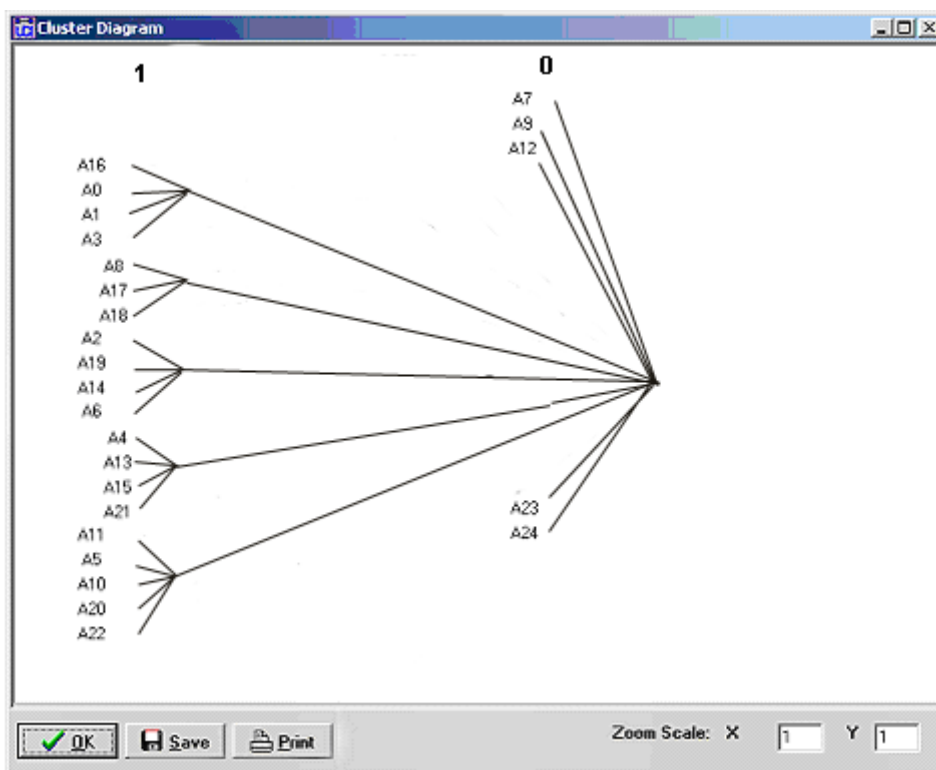 Cluster Diagram
1
0
A7
A9
A12
A16
A0
A1
A3
A8
A17
A18
A2
A19
A14
A6
A4
A13
A15
A21
A11
A5
A10
A20
A22
A23
A24
OK
Save
Print
Zoom Scale: X 1 Y 1